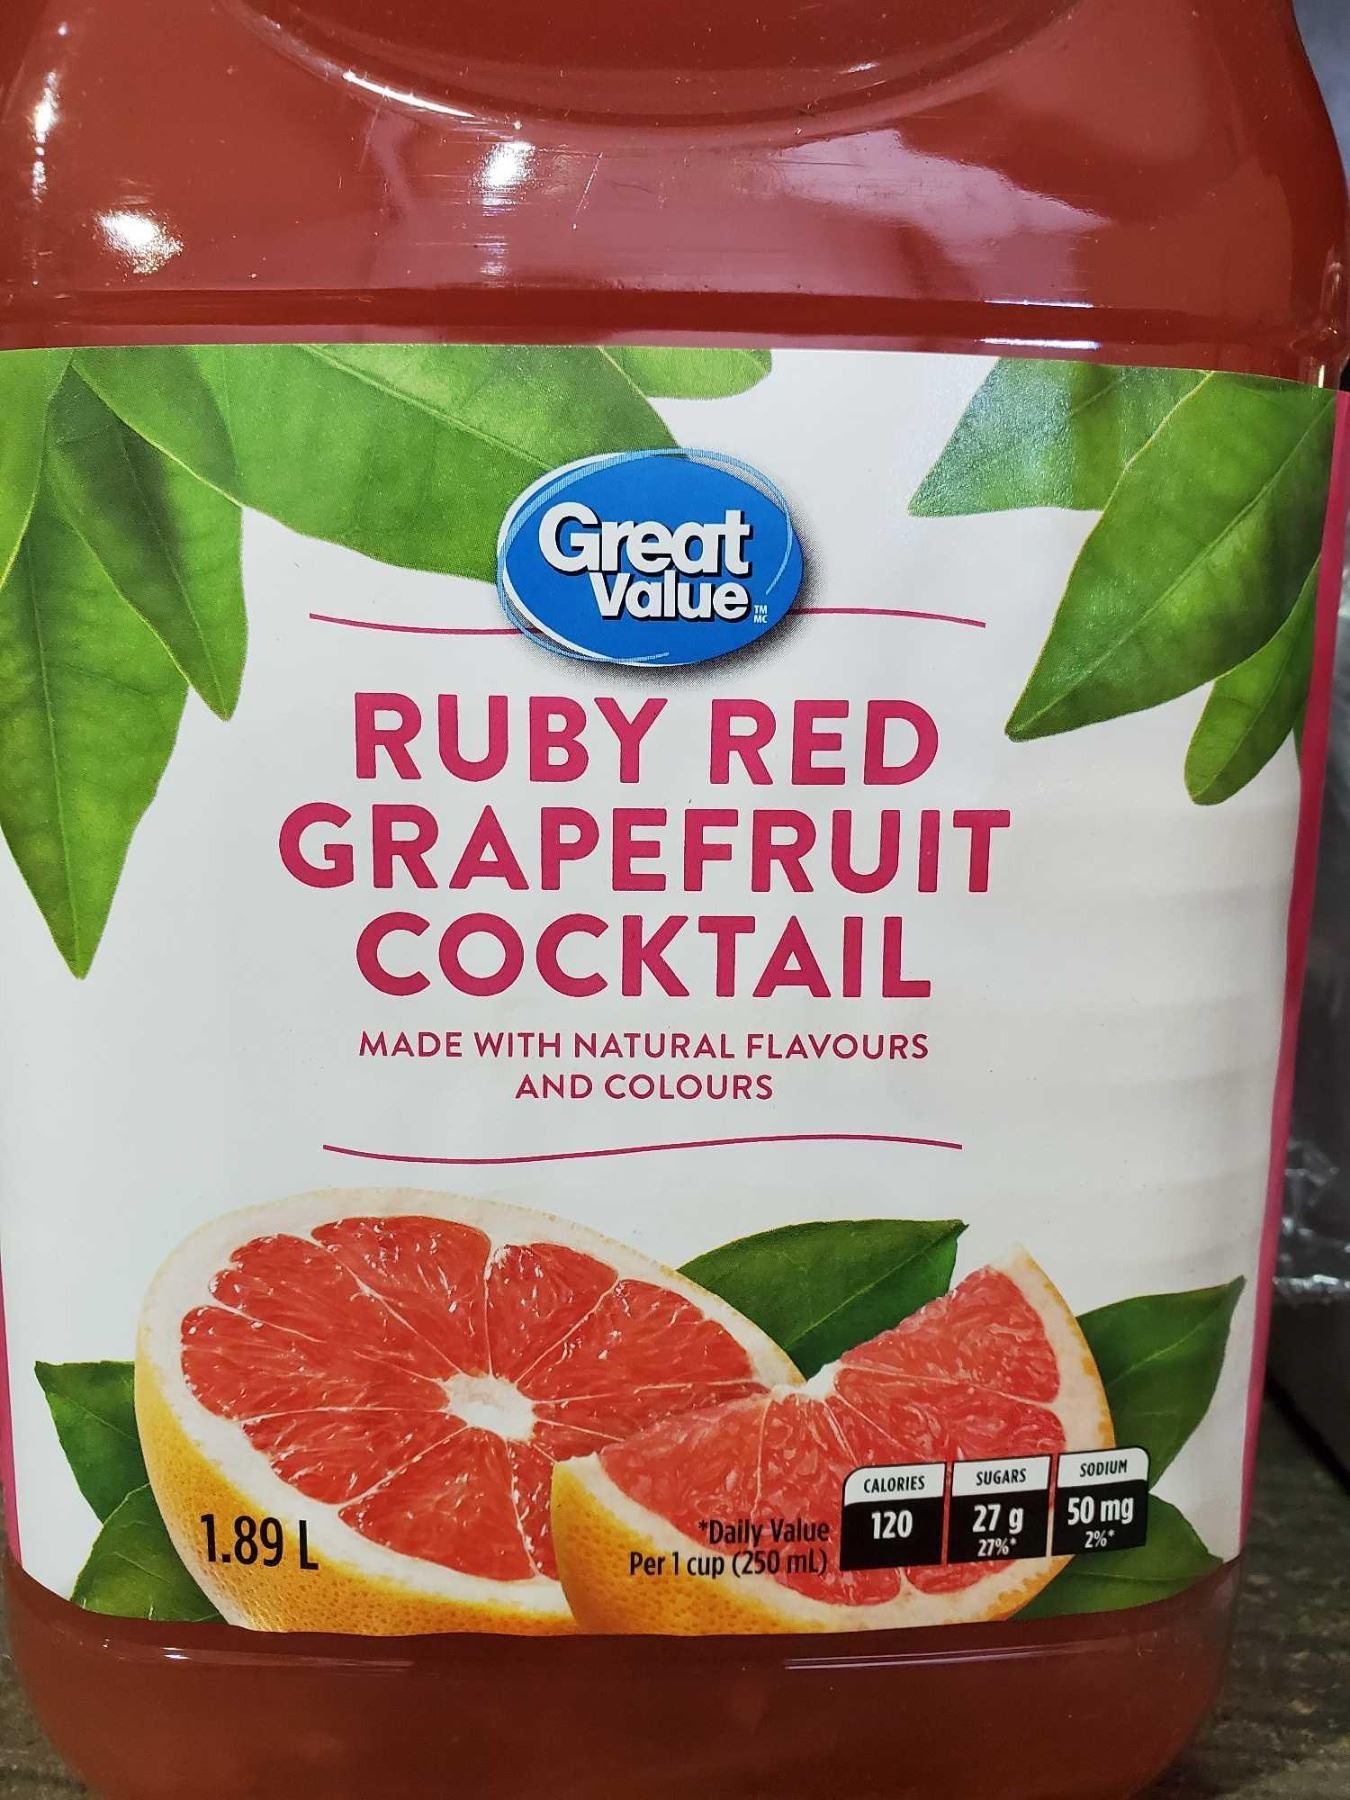 Great
Value TM
MC
RUBY RED
GRAPEFRUIT
COCKTAIL
MADE WITH NATURAL FLAVOURS
AND COLOURS
1.89 L
*Daily Value
Per 1 cup (250 mL)
CALORIES SUGARS SODIUM
120 27 g 50 mg
27%* 2%*